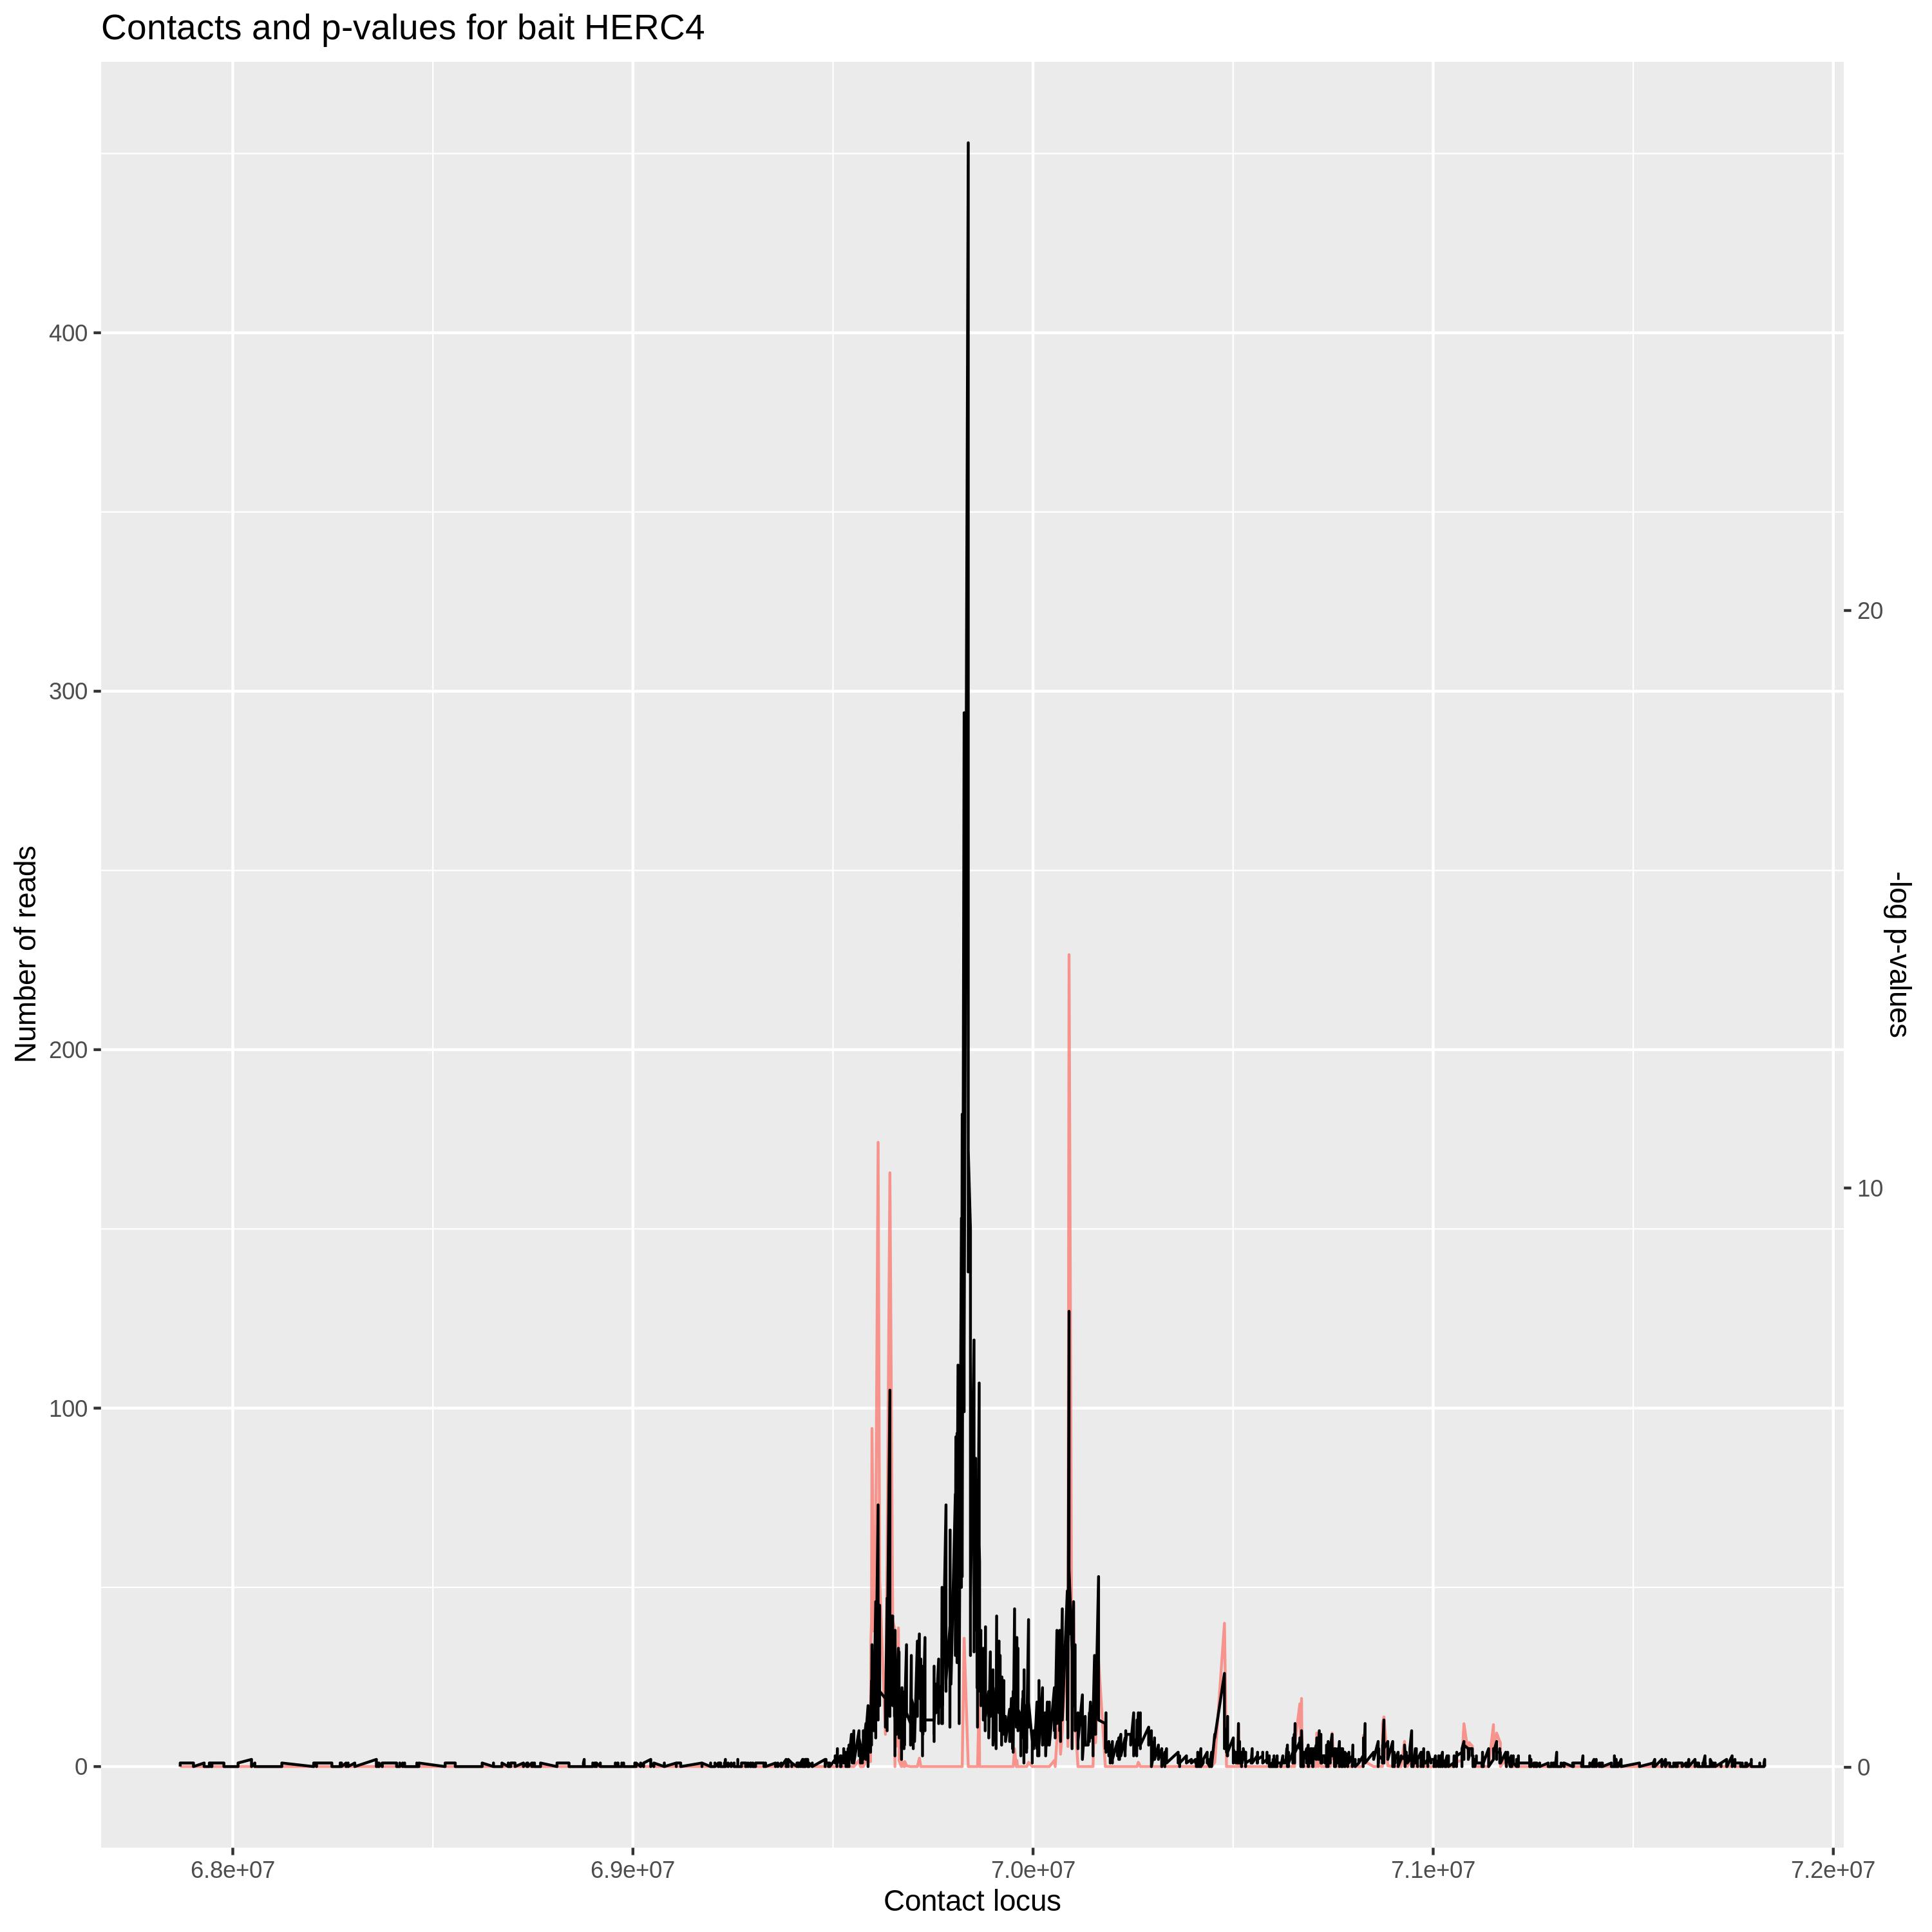 Contacts and p-values for bait HERC4
400
300
200
100
0
Number of reads
20
10
0
-log p-values
6.8e+07 6.9e+07 7.0e+07 7.1e+07 7.2e+07
Contact locus